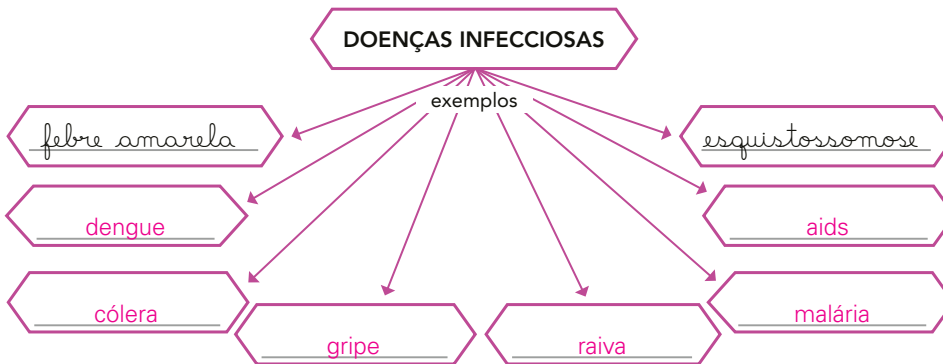 DOENÇAS INFECCIOSAS
exemplos
febre amarela
esquistossomose
dengue
aids
cólera
malária
gripe
raiva